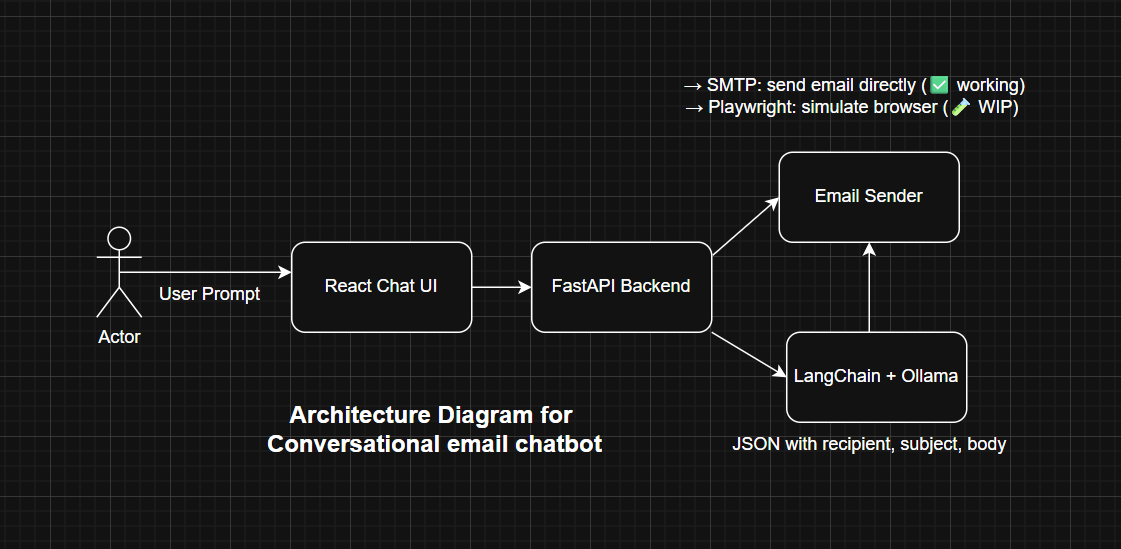 → SMTP: send email directly (✅ working)
→ Playwright: simulate browser (🧪 WIP)
Email Sender
React Chat UI
FastAPI Backend
User Prompt
Actor
LangChain + Ollama
Architecture Diagram for
Conversational email chatbot
JSON with recipient, subject, body